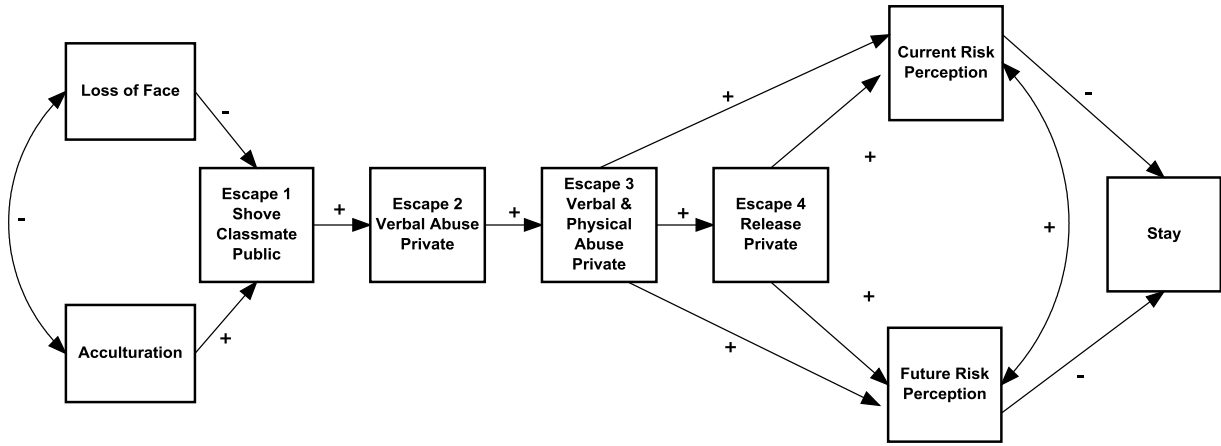 Loss of Face
-
-
Acculturation
+
Escape 1
Shove
Classmate
Public
+
Escape 2
Verbal Abuse
Private
+
Escape 3
Verbal &
Physical
Abuse
Private
+
Escape 4
Release
Private
+
+
+
+
Current Risk
Perception
-
+
Future Risk
Perception
-
Stay